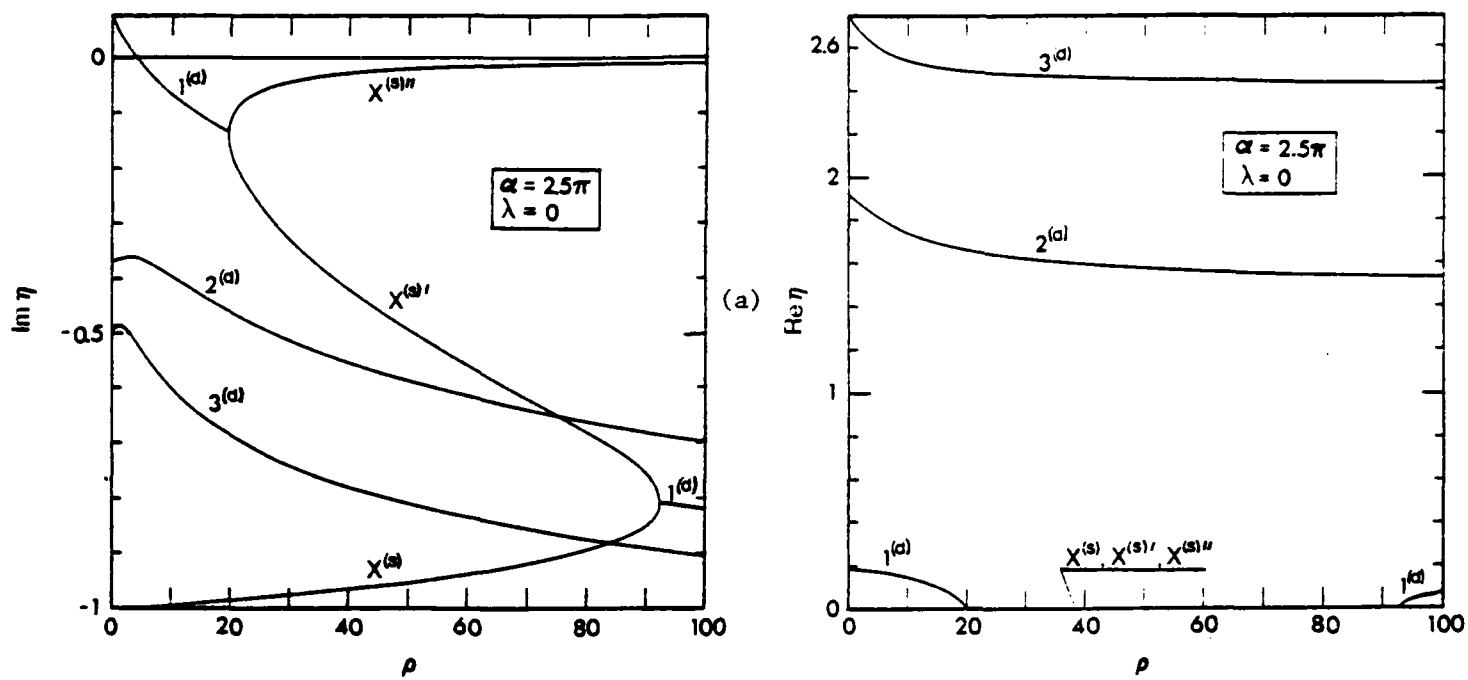 0
-0.5
-1
Im η
1⁽ᵃ⁾
X⁽ˢ⁾″
α = 2.5π
λ = 0
2⁽ᵃ⁾
X⁽ˢ⁾′
3⁽ᵃ⁾
1⁽ᵃ⁾
X⁽ˢ⁾
0 20 40 60 80 100
ρ
(a)
2.6
2
1
0
Re η
3⁽ᵃ⁾
α = 2.5π
λ = 0
2⁽ᵃ⁾
1⁽ᵃ⁾
X⁽ˢ⁾, X⁽ˢ⁾′, X⁽ˢ⁾″
1⁽ᵃ⁾
0 20 40 60 80 100
ρ